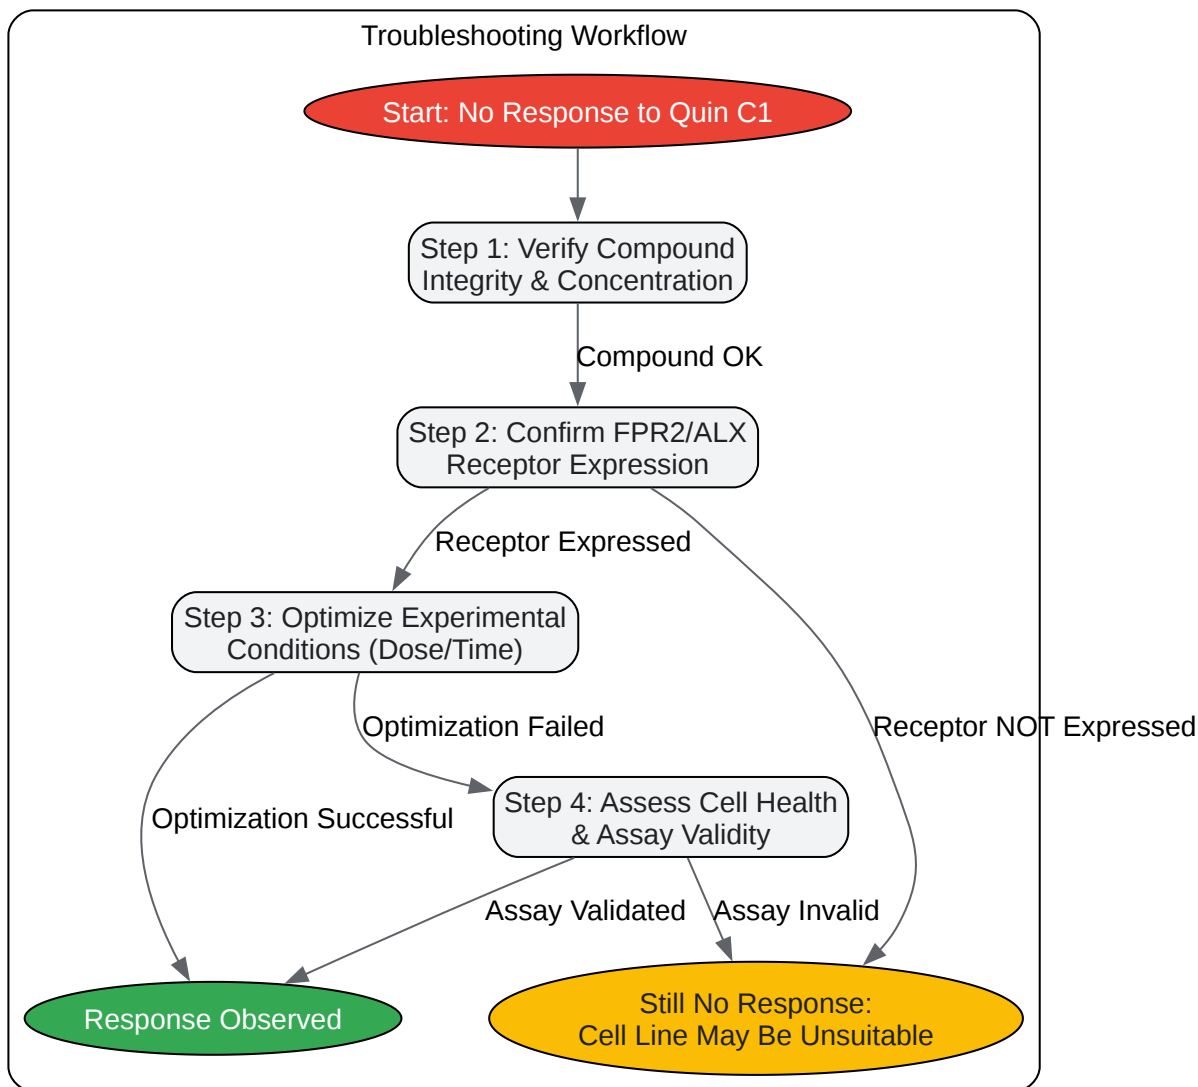 Troubleshooting Workflow
Start: No Response to Quin C1
Step 1: Verify Compound
Integrity & Concentration
Compound OK
Step 2: Confirm FPR2/ALX
Receptor Expression
Receptor Expressed
Step 3: Optimize Experimental
Conditions (Dose/Time)
Optimization Failed
Receptor NOT Expressed
Step 4: Assess Cell Health
& Assay Validity
Optimization Successful
Assay Validated
Assay Invalid
Response Observed
Still No Response:
Cell Line May Be Unsuitable